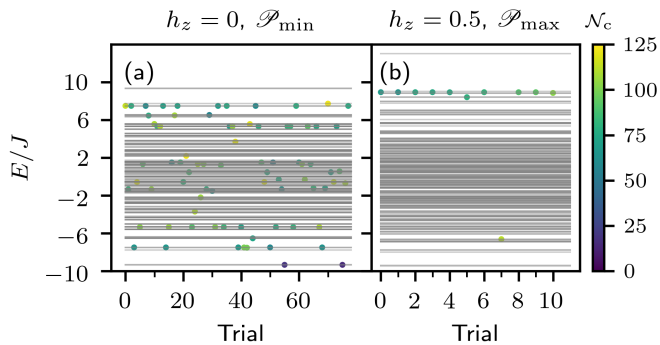 h_z = 0, 𝒫_min
h_z = 0.5, 𝒫_max
𝒩_c
(a)
(b)
E/J
10
6
2
−2
−6
−10
0
20
40
60
Trial
0
2
4
6
8
10
Trial
125
100
75
50
25
0